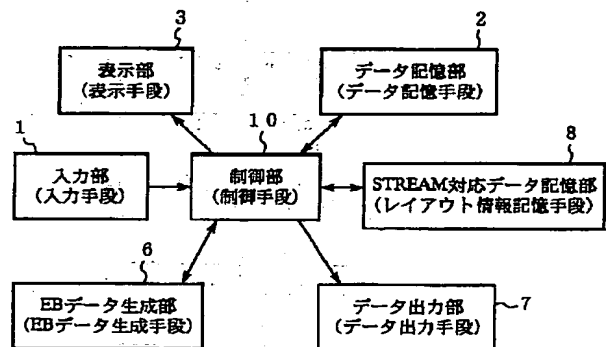 3
表示部
(表示手段)
2
データ記憶部
(データ記憶手段)
10
制御部
(制御手段)
1
入力部
(入力手段)
8
STREAM対応データ記憶部
(レイアウト情報記憶手段)
6
EBデータ生成部
(EBデータ生成手段)
データ出力部
(データ出力手段)
7